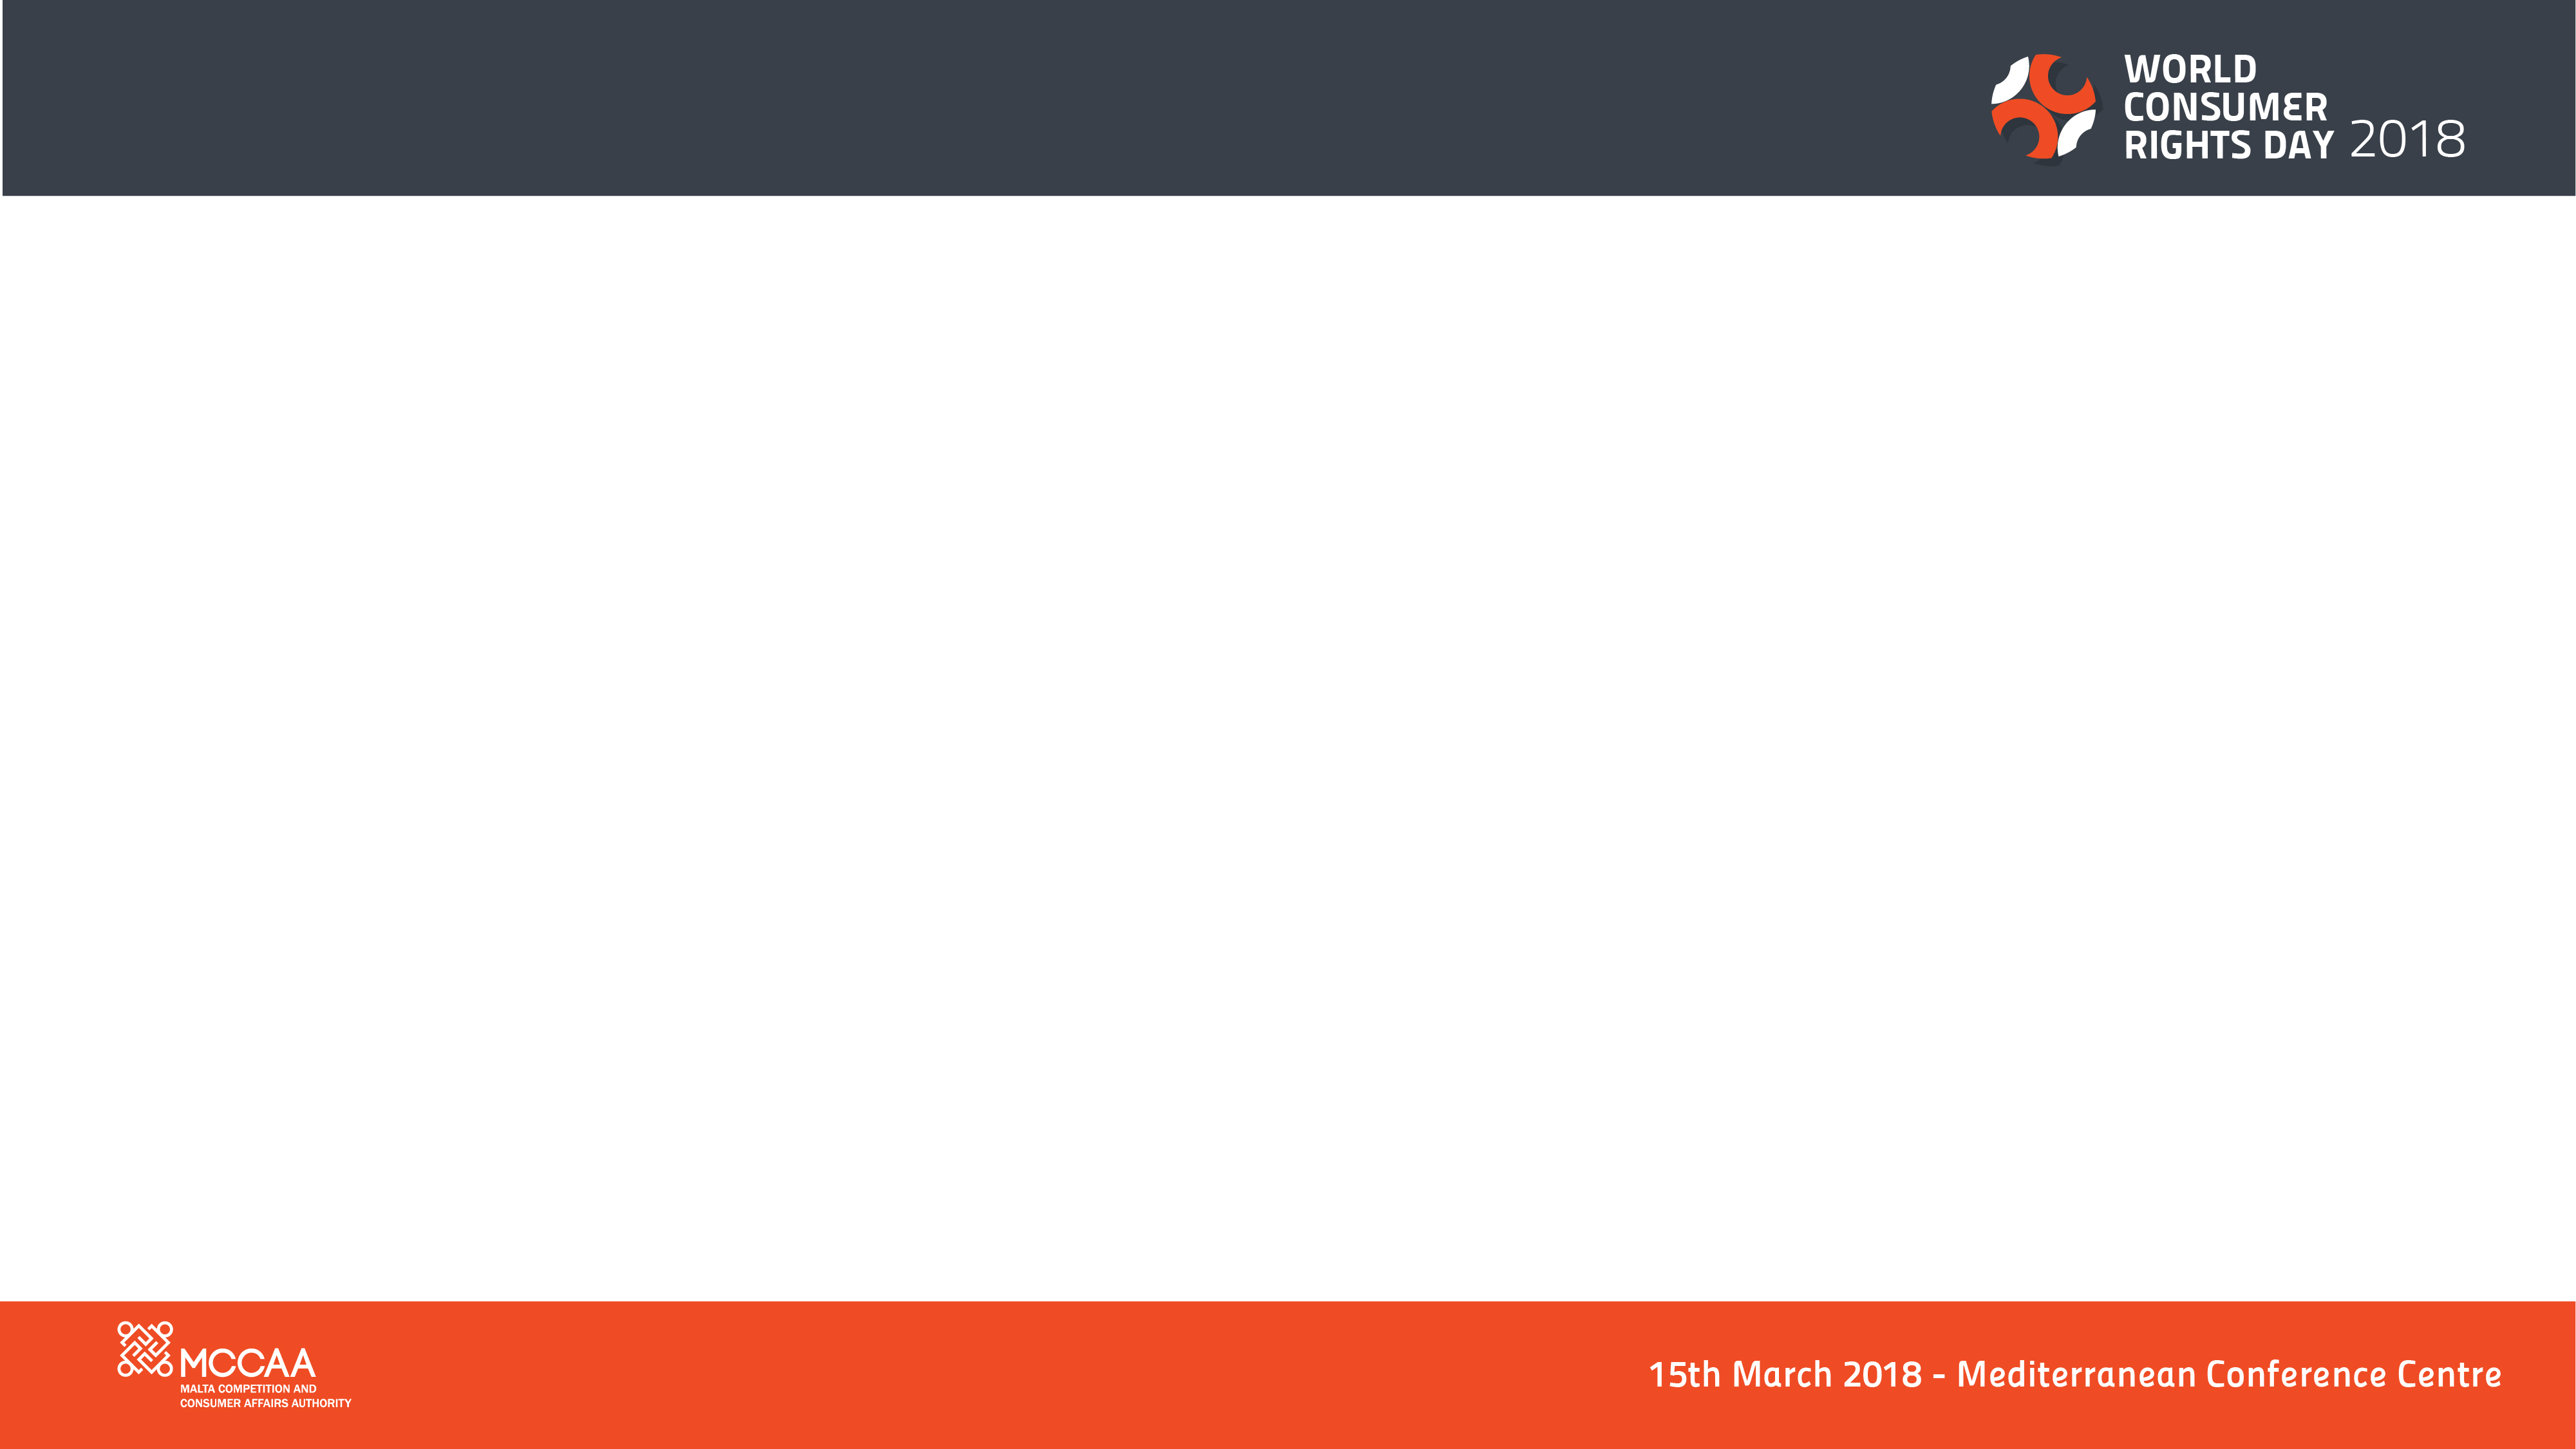 WORLD
CONSUMER
RIGHTS DAY 2018
MCCAA
MALTA COMPETITION AND
CONSUMER AFFAIRS AUTHORITY
15th March 2018 - Mediterranean Conference Centre